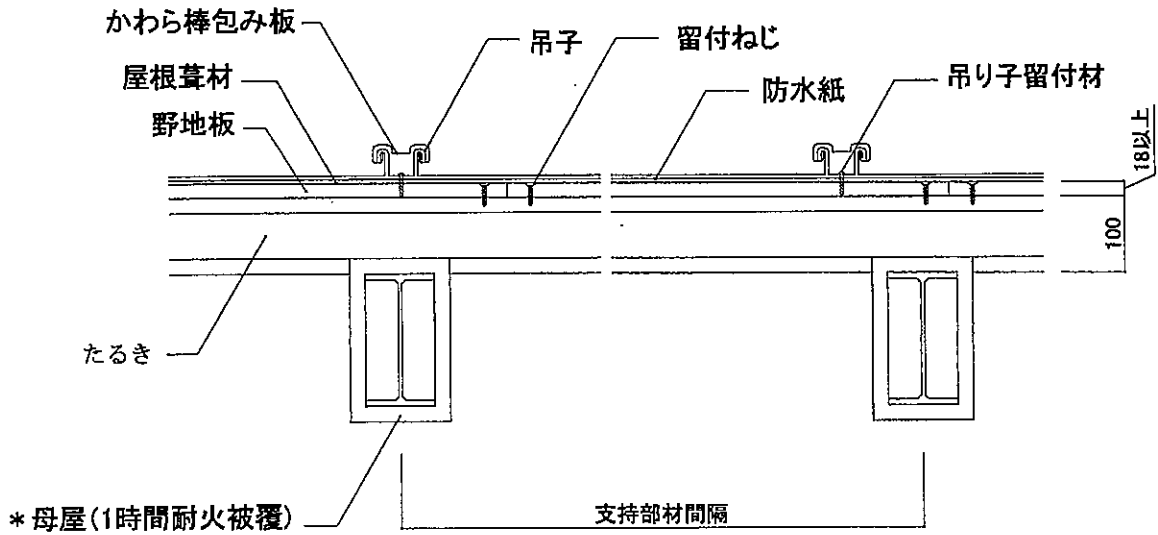 かわら棒包み板
吊子
留付ねじ
屋根葺材
防水紙
吊り子留付材
野地板
18以上
100
たるき
*母屋(1時間耐火被覆)
支持部材間隔